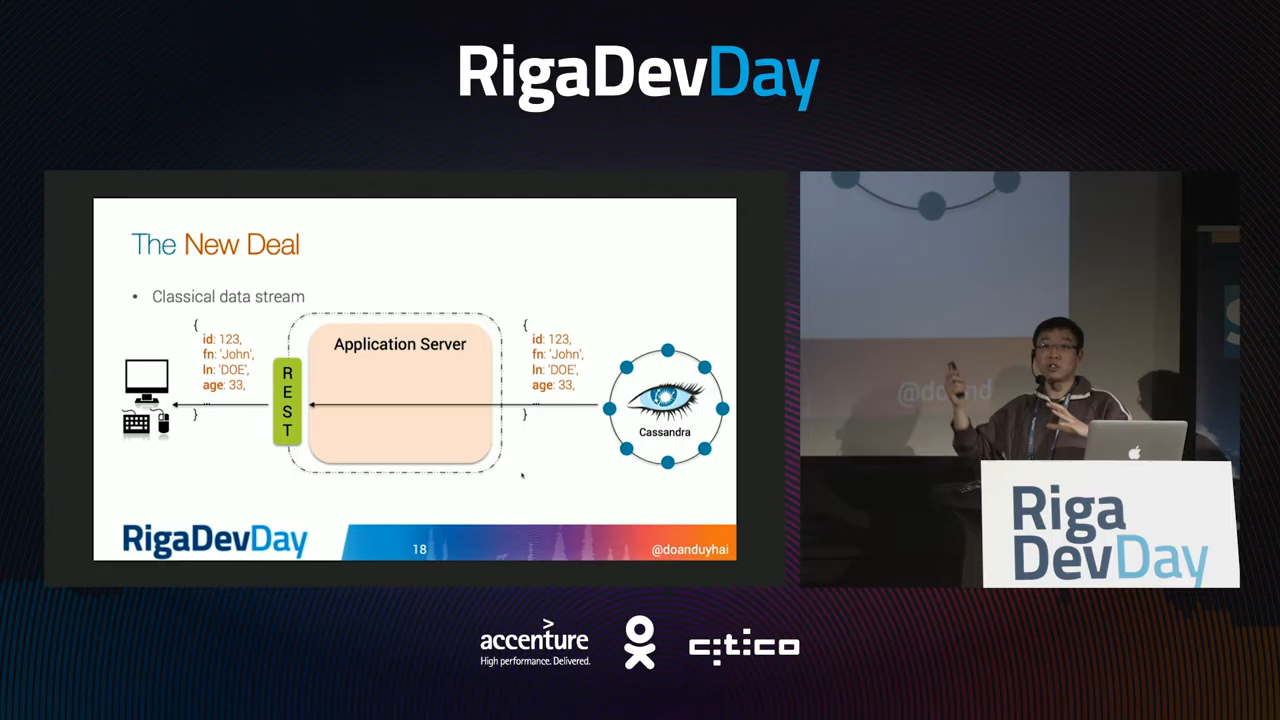 RigaDevDay
The New Deal
• Classical data stream
{
id: 123,
fn: 'John',
ln: 'DOE',
age: 33,
...
}
R
E
S
T
Application Server
{
id: 123,
fn: 'John',
ln: 'DOE',
age: 33,
...
}
Cassandra
RigaDevDay
18
@doanduyhai
Riga
DevDay
accenture
High performance. Delivered.
citico